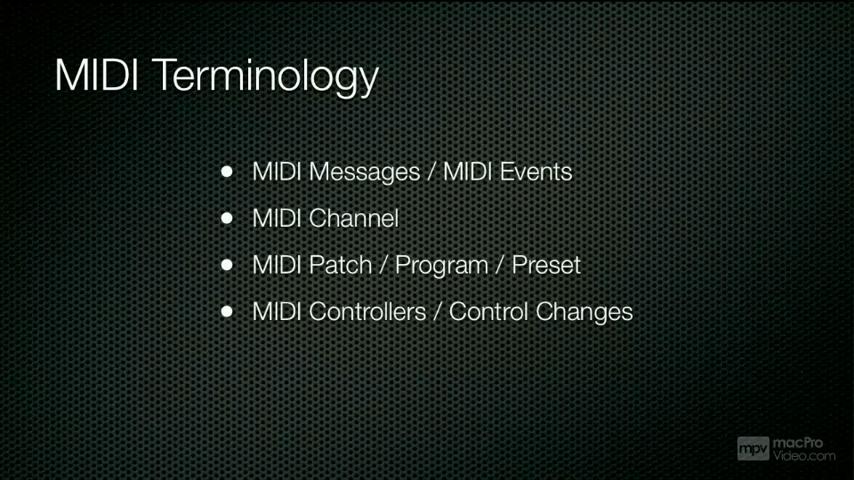 MIDI Terminology
● MIDI Messages / MIDI Events
● MIDI Channel
● MIDI Patch / Program / Preset
● MIDI Controllers / Control Changes
mpv macPro
Video.com